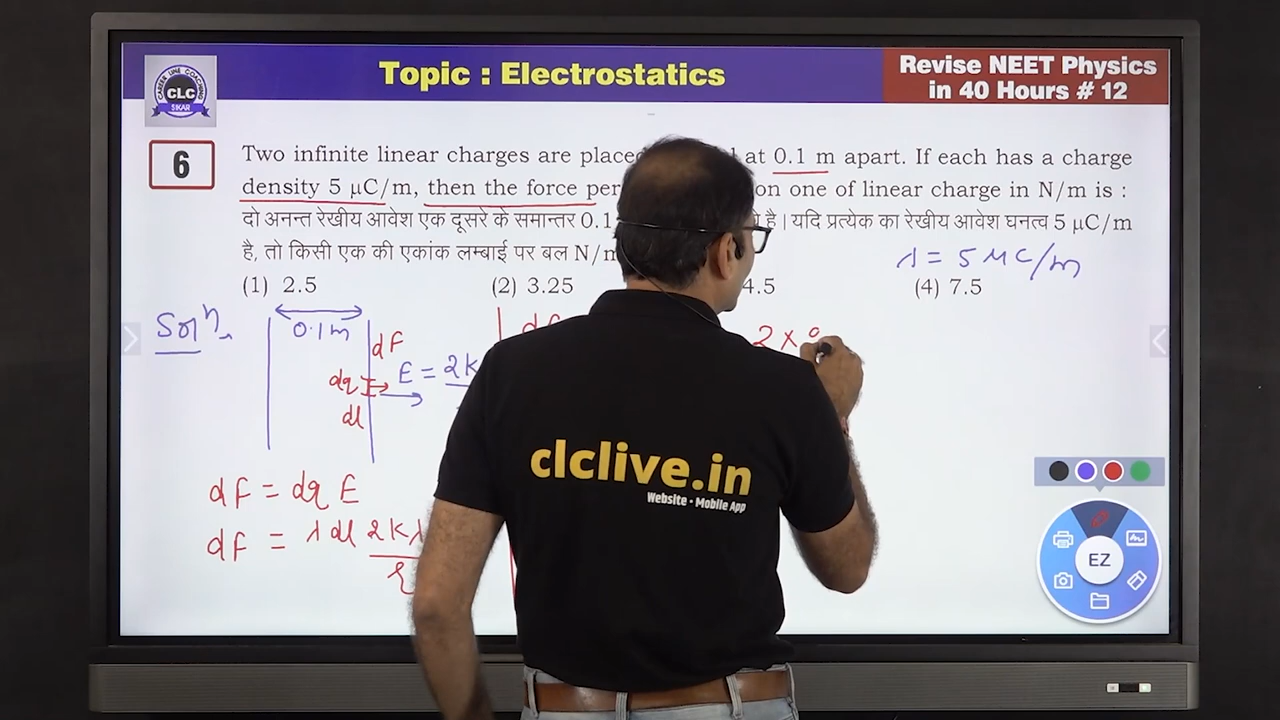 Topic : Electrostatics
Revise NEET Physics
in 40 Hours # 12
CAREER LINE COACHING
CLC
SIKAR
6
Two infinite linear charges are placed at 0.1 m apart. If each has a charge
density 5 μC/m, then the force per on one of linear charge in N/m is :
दो अनन्त रेखीय आवेश एक दूसरे के समान्तर 0.1 है। यदि प्रत्येक का रेखीय आवेश घनत्व 5 μC/m
है, तो किसी एक की एकांक लम्बाई पर बल N/m
λ = 5 μC/m
(1) 2.5 (2) 3.25 4.5 (4) 7.5
Solⁿ.
0.1m
dF
dq
dl
E = 2k
2 ×
dF = dq E
dF = λ dl 2kλ
r
clclive.in
Website • Mobile App
EZ